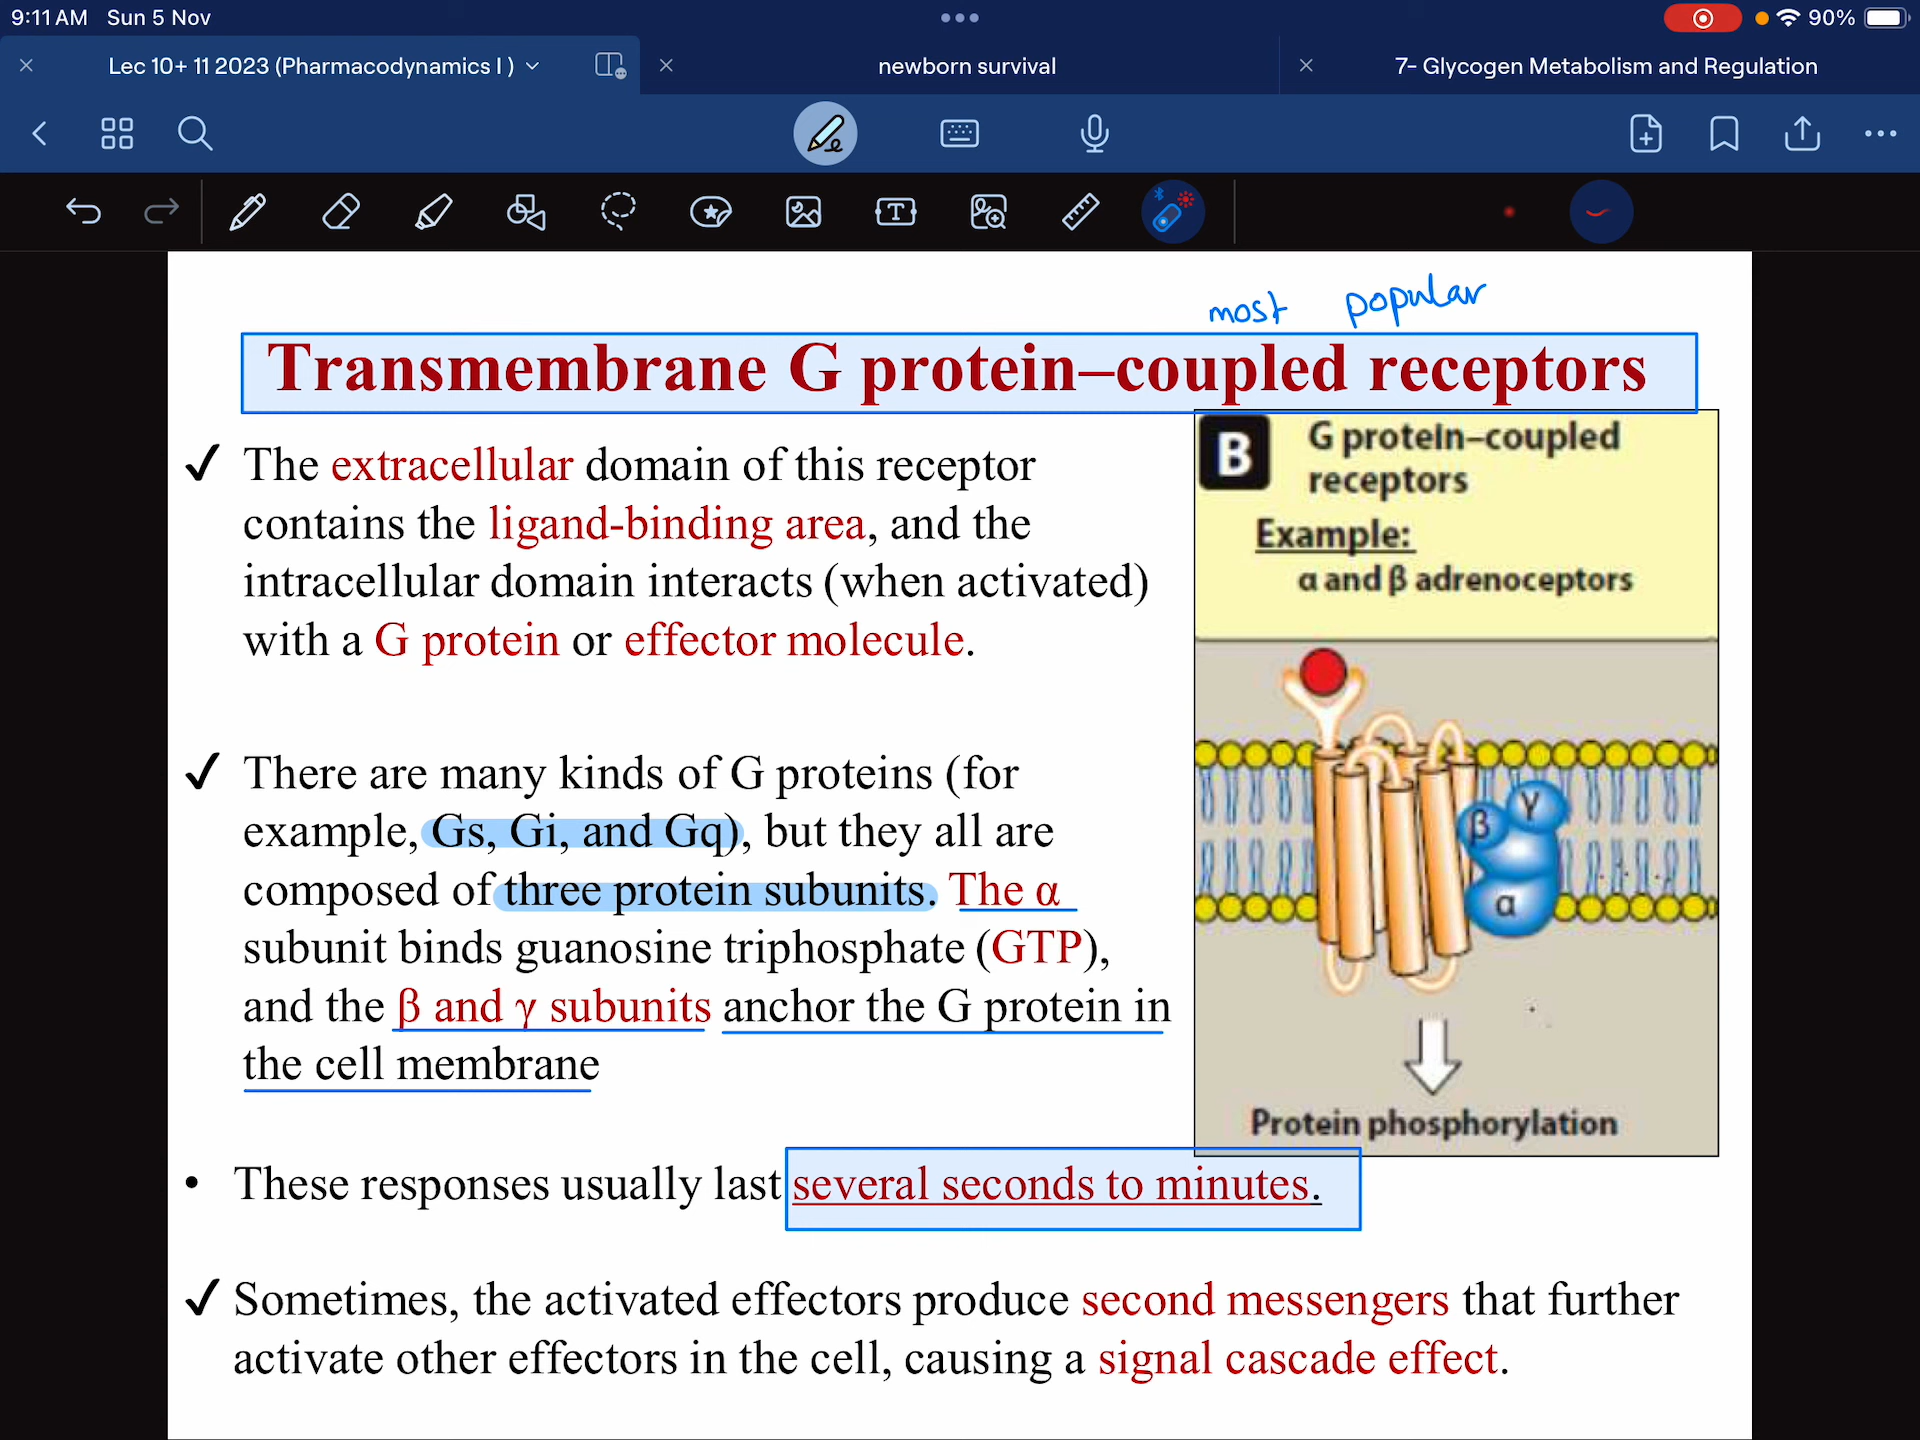 9:11 AM Sun 5 Nov
90%
Lec 10+ 11 2023 (Pharmacodynamics I )
newborn survival
7- Glycogen Metabolism and Regulation
most popular
Transmembrane G protein–coupled receptors
✓ The extracellular domain of this receptor
contains the ligand-binding area, and the
intracellular domain interacts (when activated)
with a G protein or effector molecule.
✓ There are many kinds of G proteins (for
example, Gs, Gi, and Gq), but they all are
composed of three protein subunits. The α
subunit binds guanosine triphosphate (GTP),
and the β and γ subunits anchor the G protein in
the cell membrane
B
G protein–coupled
receptors
Example:
α and β adrenoceptors
γ
β
α
Protein phosphorylation
• These responses usually last several seconds to minutes.
✓ Sometimes, the activated effectors produce second messengers that further
activate other effectors in the cell, causing a signal cascade effect.